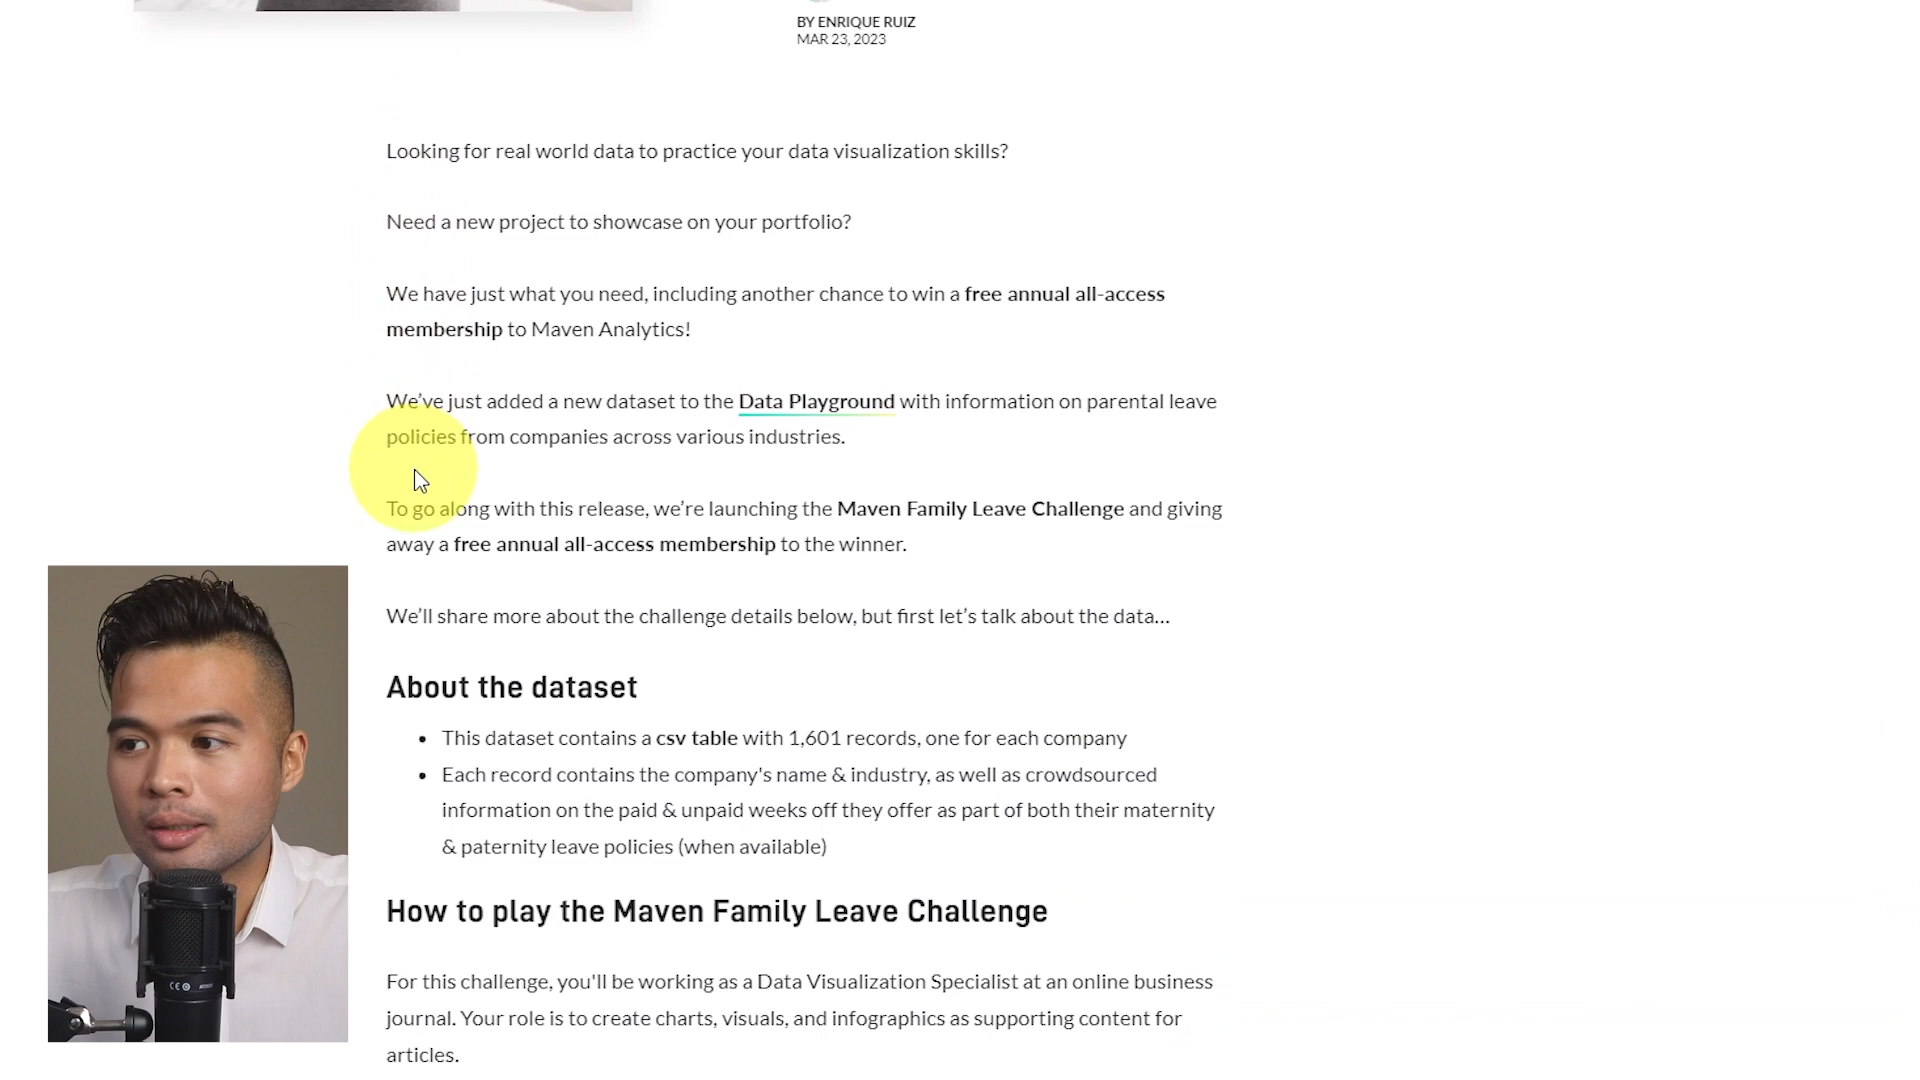 BY ENRIQUE RUIZ
MAR 23, 2023
Looking for real world data to practice your data visualization skills?
Need a new project to showcase on your portfolio?
We have just what you need, including another chance to win a free annual all-access
membership to Maven Analytics!
We've just added a new dataset to the Data Playground with information on parental leave
policies from companies across various industries.
To go along with this release, we're launching the Maven Family Leave Challenge and giving
away a free annual all-access membership to the winner.
We'll share more about the challenge details below, but first let's talk about the data...
About the dataset
• This dataset contains a csv table with 1,601 records, one for each company
• Each record contains the company's name & industry, as well as crowdsourced
information on the paid & unpaid weeks off they offer as part of both their maternity
& paternity leave policies (when available)
How to play the Maven Family Leave Challenge
For this challenge, you'll be working as a Data Visualization Specialist at an online business
journal. Your role is to create charts, visuals, and infographics as supporting content for
articles.